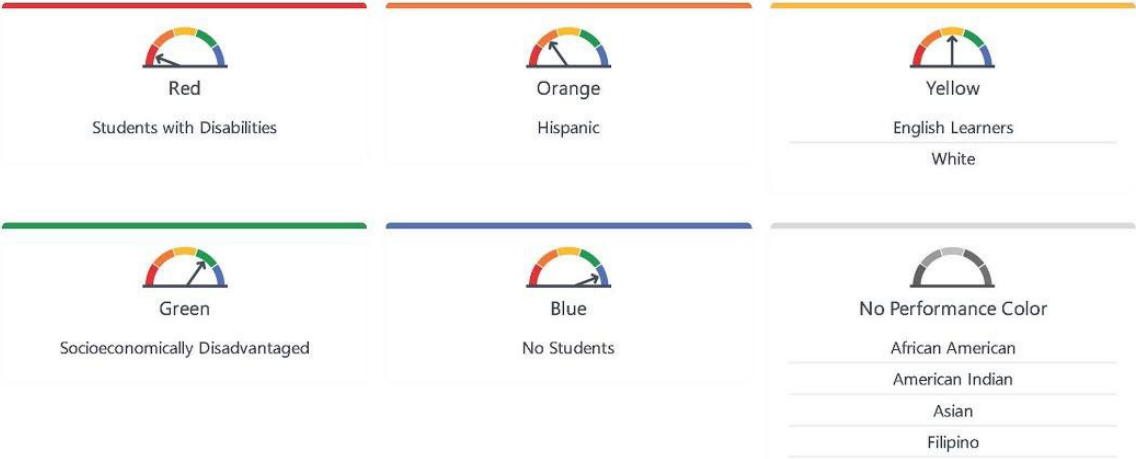 Red
Students with Disabilities
Orange
Hispanic
Yellow
English Learners
White
Green
Socioeconomically Disadvantaged
Blue
No Students
No Performance Color
African American
American Indian
Asian
Filipino